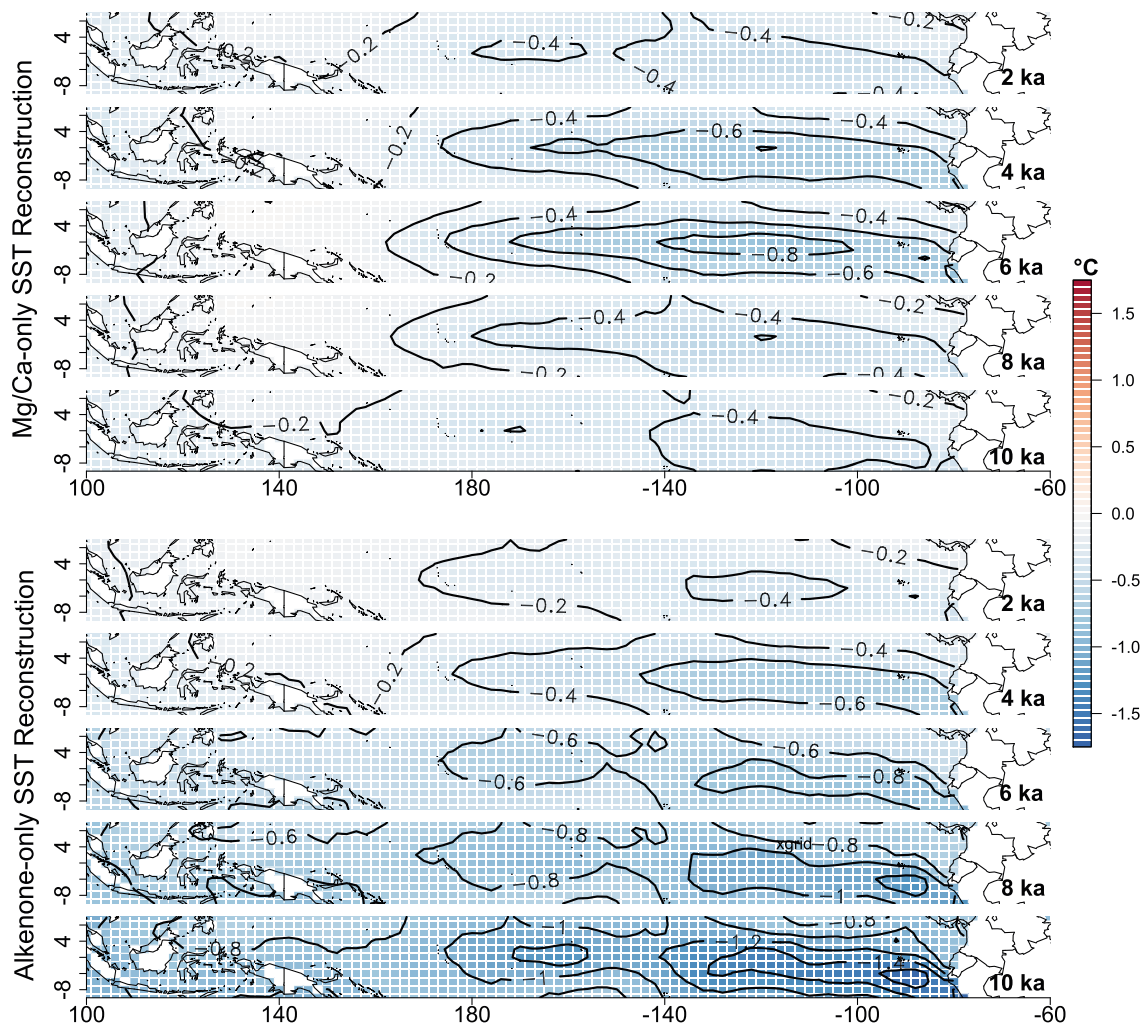 Mg/Ca-only SST Reconstruction
4 −0.2 −0.2 −0.4 −0.4 −0.4 −0.4 −0.2
-8 2 ka
4 −0.2 −0.4 −0.6 −0.4
-8 4 ka
4 −0.2 −0.4 −0.8 −0.4 −0.6
-8 6 ka
4 −0.2 −0.4 −0.4 −0.4 −0.2
-8 8 ka
4 −0.2 −0.4 −0.2
-8 10 ka
100 140 180 -140 -100 -60
°C
1.5
1.0
0.5
0.0
-0.5
-1.0
-1.5
Alkenone-only SST Reconstruction
4 −0.2 −0.4 −0.2
-8 2 ka
4 0.2 −0.2 −0.4 −0.6 −0.4
-8 4 ka
4 −0.6 −0.6 −0.6 −0.8
-8 6 ka
4 −0.6 −0.8 −0.8 xgrid −0.8 −1
-8 8 ka
4 −0.8 −1 −1 −1.2 −0.8
-8 10 ka
100 140 180 -140 -100 -60